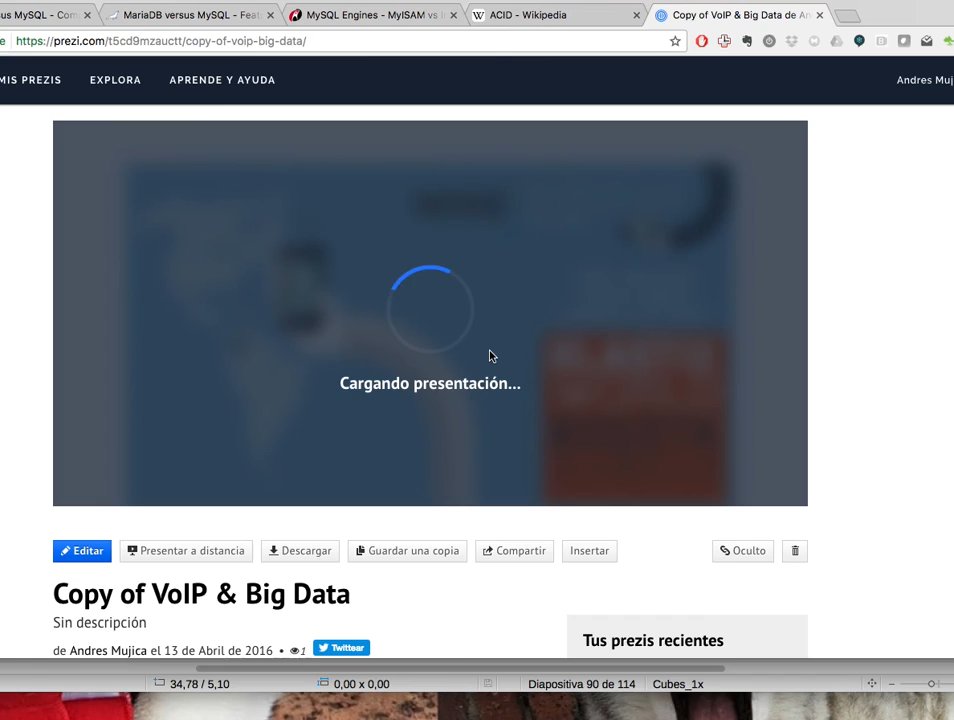 us MySQL - Com
MariaDB versus MySQL - Feat
MySQL Engines - MyISAM vs I
ACID - Wikipedia
Copy of VoIP & Big Data de An
https://prezi.com/t5cd9mzauctt/copy-of-voip-big-data/
MIS PREZIS EXPLORA APRENDE Y AYUDA
Andres Muj
Cargando presentación...
Editar Presentar a distancia Descargar Guardar una copia Compartir Insertar Oculto
Copy of VoIP & Big Data
Sin descripción
de Andres Mujica el 13 de Abril de 2016 • 1 Twittear
Tus prezis recientes
34,78 / 5,10 0,00 x 0,00 Diapositiva 90 de 114 Cubes_1x